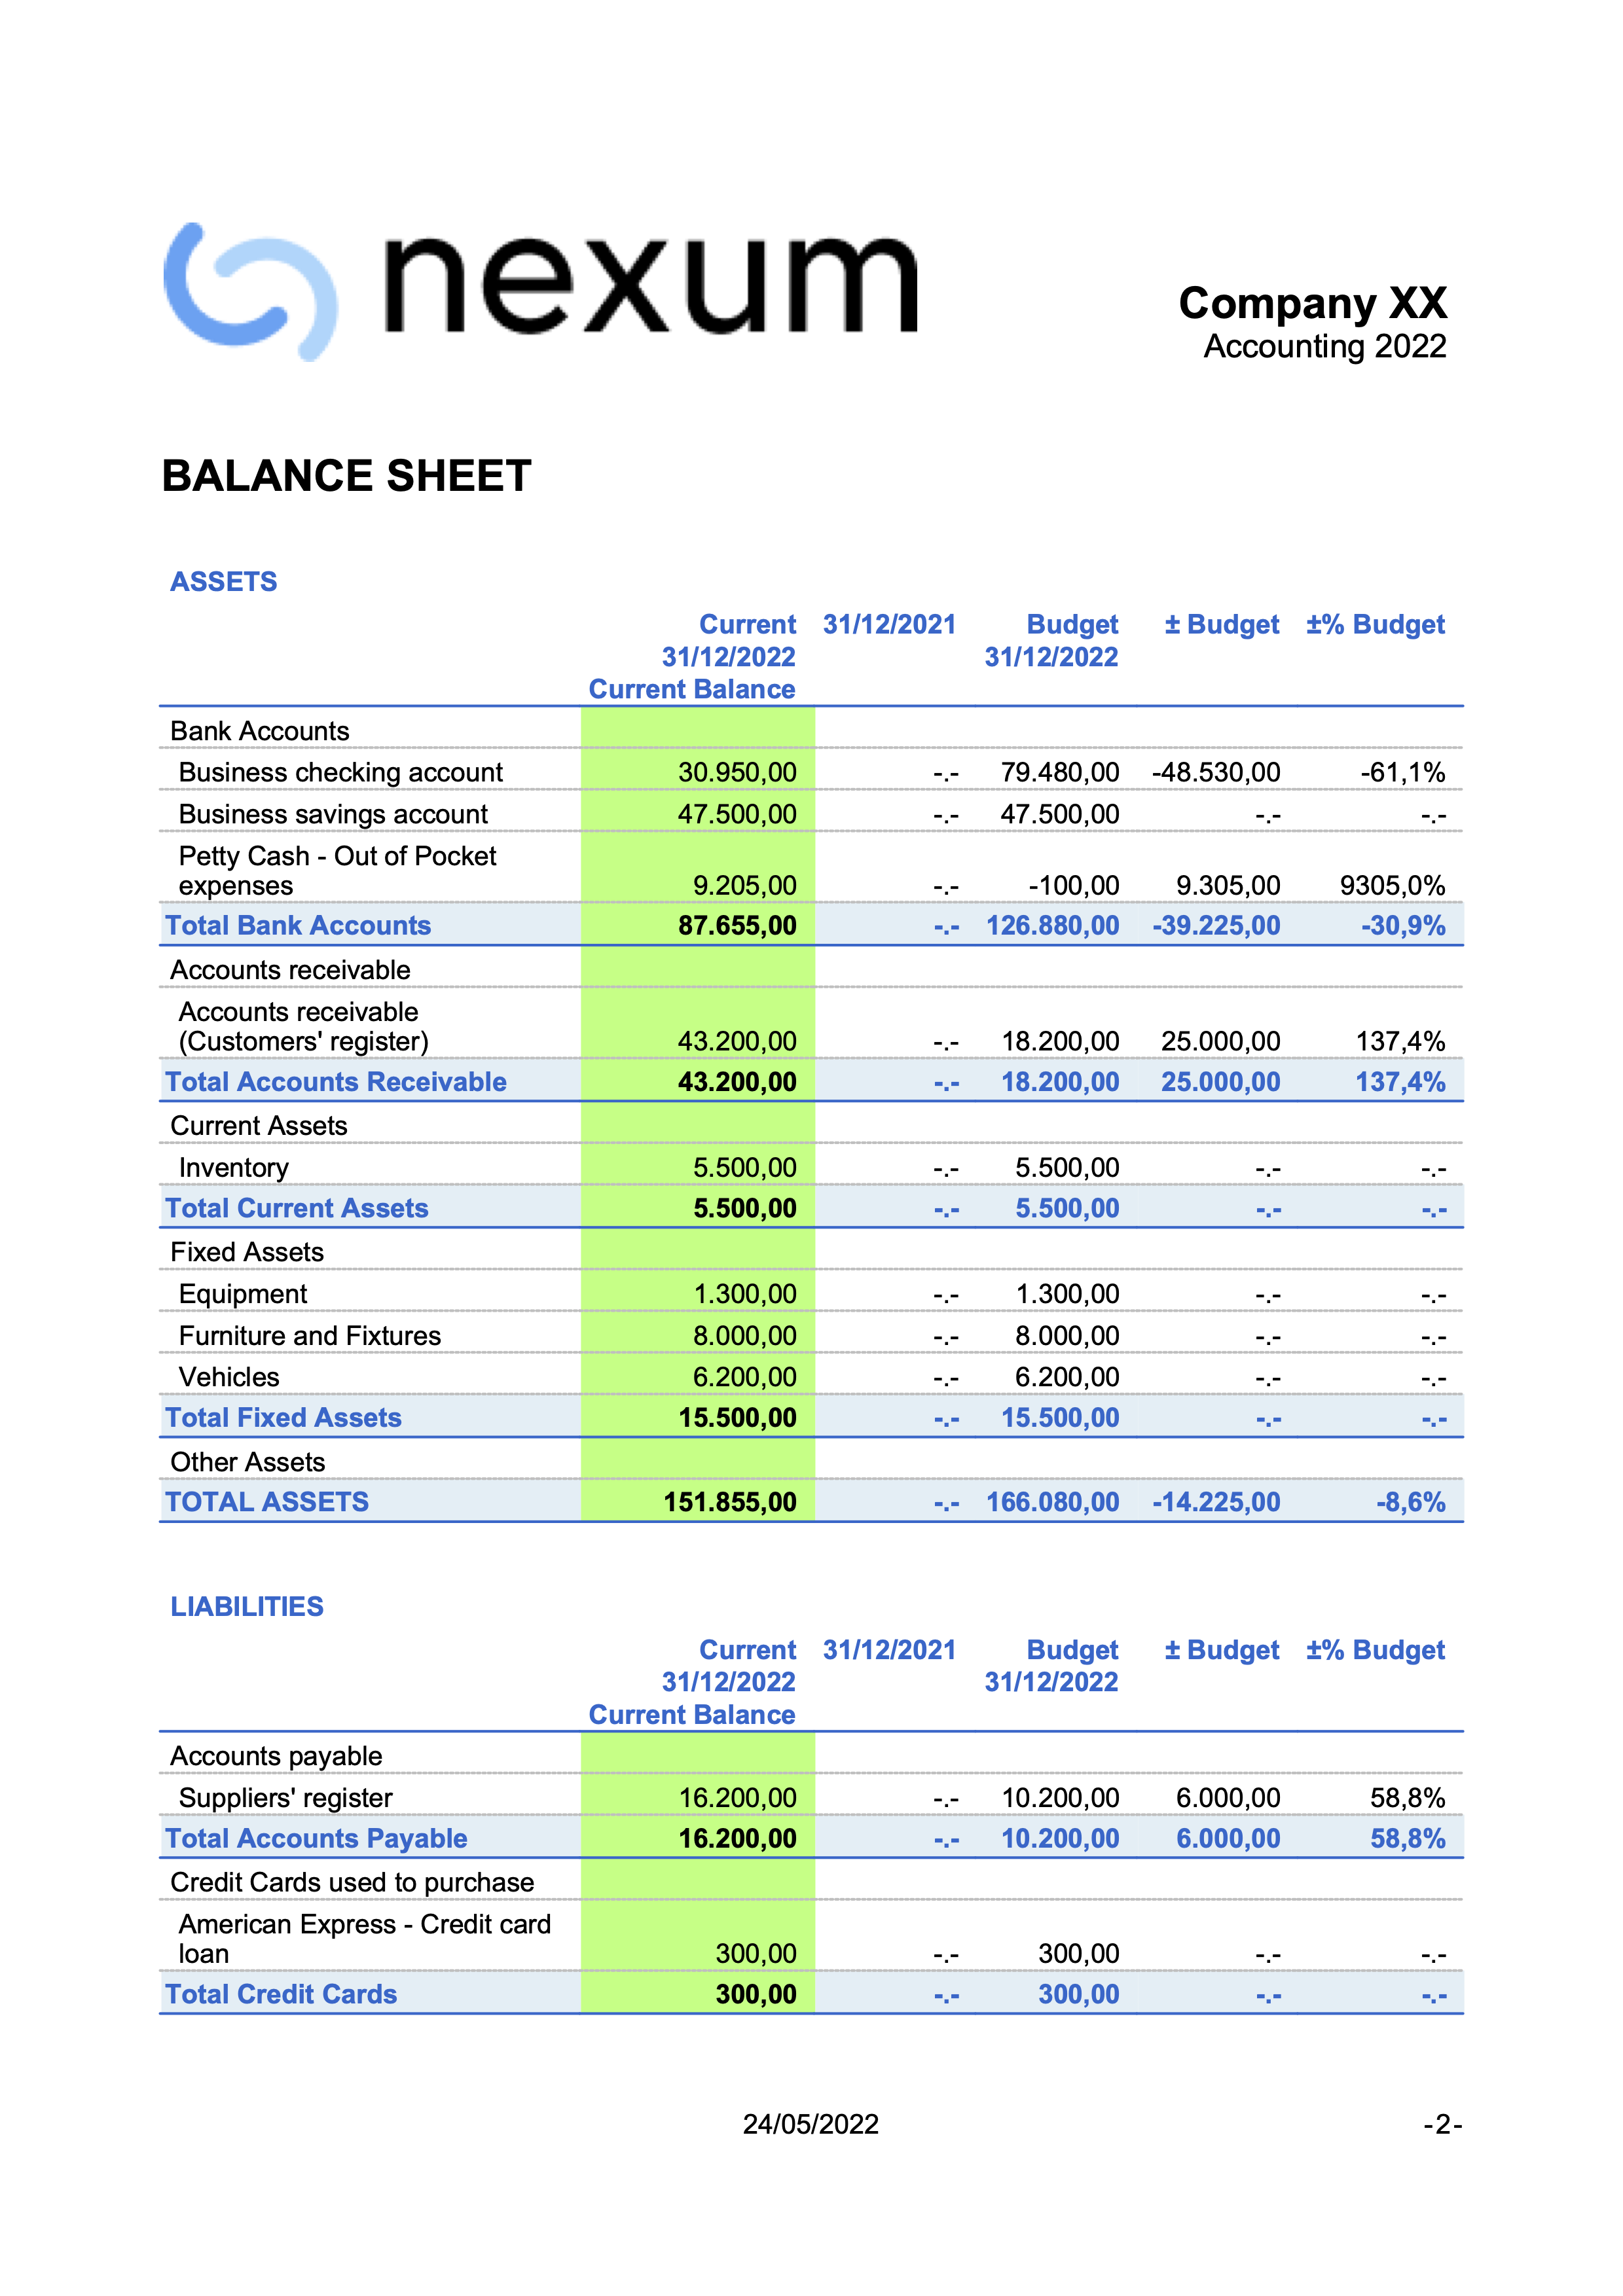 nexum
Company XX
Accounting 2022
BALANCE SHEET
ASSETS
Current 31/12/2021 Budget ± Budget ±% Budget
31/12/2022 31/12/2022
Current Balance
Bank Accounts
Business checking account 30.950,00 -.- 79.480,00 -48.530,00 -61,1%
Business savings account 47.500,00 -.- 47.500,00 -.- -.-
Petty Cash - Out of Pocket
expenses 9.205,00 -.- -100,00 9.305,00 9305,0%
Total Bank Accounts 87.655,00 -.- 126.880,00 -39.225,00 -30,9%
Accounts receivable
Accounts receivable
(Customers' register) 43.200,00 -.- 18.200,00 25.000,00 137,4%
Total Accounts Receivable 43.200,00 -.- 18.200,00 25.000,00 137,4%
Current Assets
Inventory 5.500,00 -.- 5.500,00 -.- -.-
Total Current Assets 5.500,00 -.- 5.500,00 -.- -.-
Fixed Assets
Equipment 1.300,00 -.- 1.300,00 -.- -.-
Furniture and Fixtures 8.000,00 -.- 8.000,00 -.- -.-
Vehicles 6.200,00 -.- 6.200,00 -.- -.-
Total Fixed Assets 15.500,00 -.- 15.500,00 -.- -.-
Other Assets
TOTAL ASSETS 151.855,00 -.- 166.080,00 -14.225,00 -8,6%
LIABILITIES
Current 31/12/2021 Budget ± Budget ±% Budget
31/12/2022 31/12/2022
Current Balance
Accounts payable
Suppliers' register 16.200,00 -.- 10.200,00 6.000,00 58,8%
Total Accounts Payable 16.200,00 -.- 10.200,00 6.000,00 58,8%
Credit Cards used to purchase
American Express - Credit card
loan 300,00 -.- 300,00 -.- -.-
Total Credit Cards 300,00 -.- 300,00 -.- -.-
24/05/2022 -2-